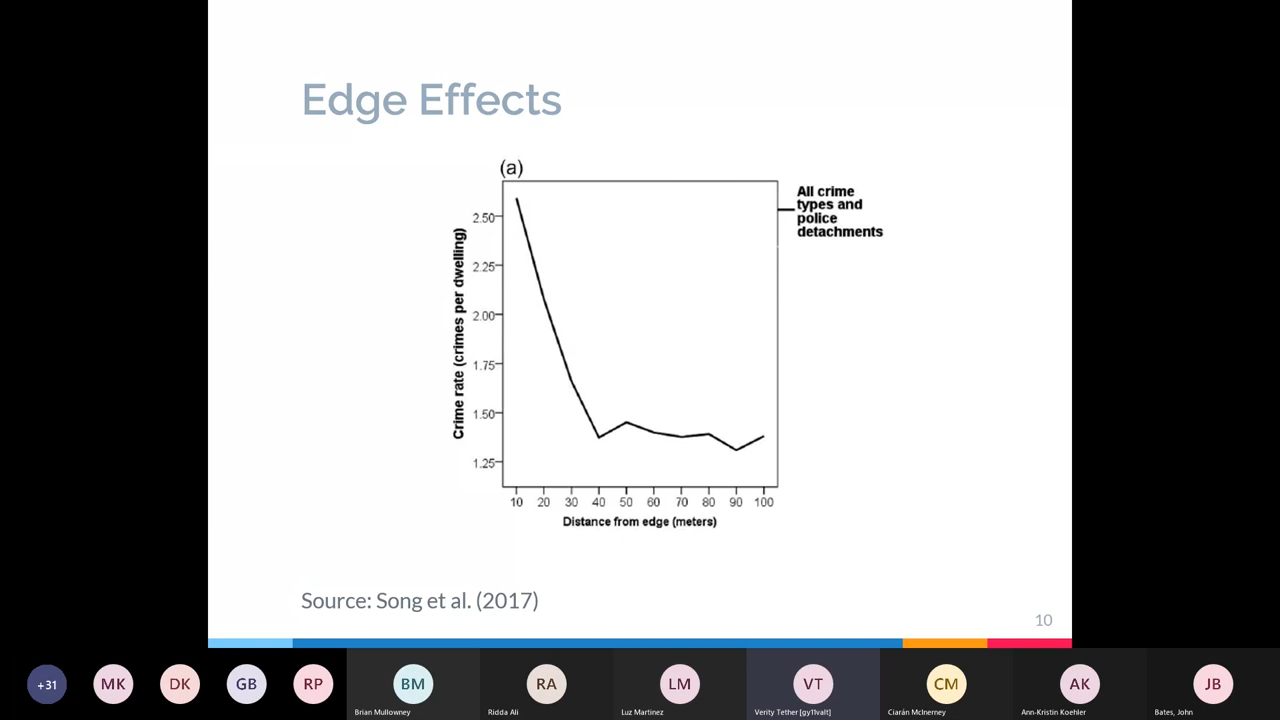 Edge Effects
(a)
All crime
types and
police
detachments
Crime rate (crimes per dwelling)
2.50
2.25
2.00
1.75
1.50
1.25
10 20 30 40 50 60 70 80 90 100
Distance from edge (meters)
Source: Song et al. (2017)
10
+31 MK DK GB RP BM RA LM VT CM AK JB
Brian Mullowney Ridda Ali Luz Martinez Verity Tether [gy11valt] Ciarán McInerney Ann-Kristin Koehler Bates, John